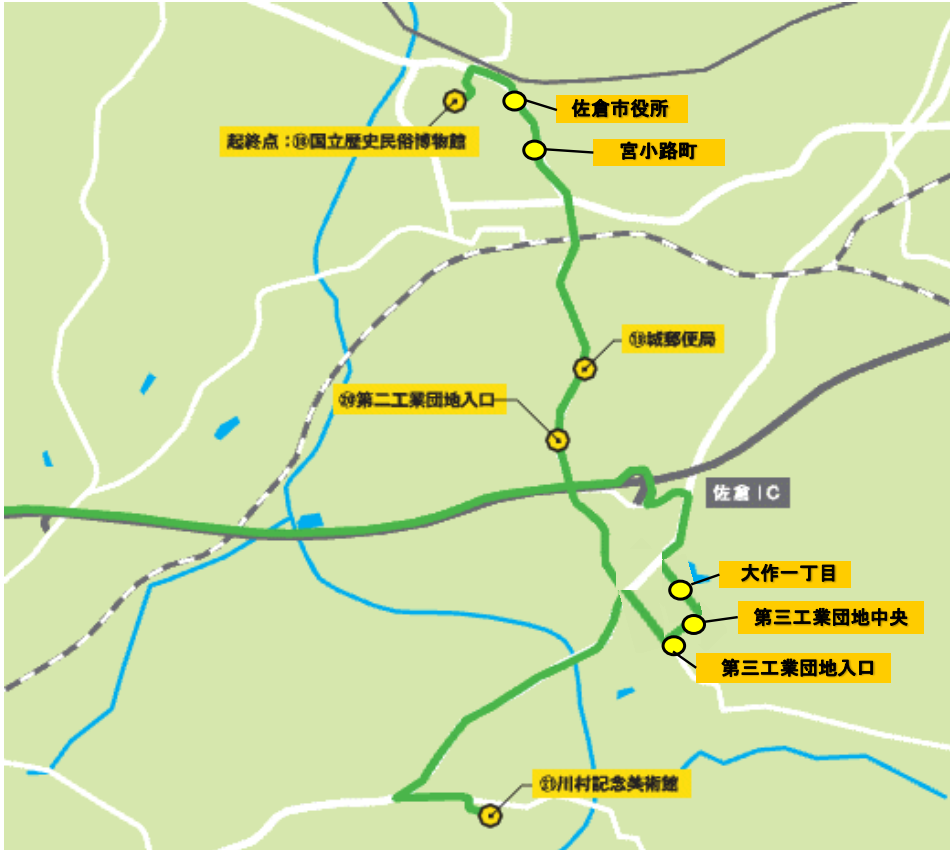 佐倉市役所
起終点:⑱国立歴史民俗博物館
宮小路町
⑲城郵便局
⑳第二工業団地入口
佐倉IC
大作一丁目
第三工業団地中央
第三工業団地入口
㉑川村記念美術館